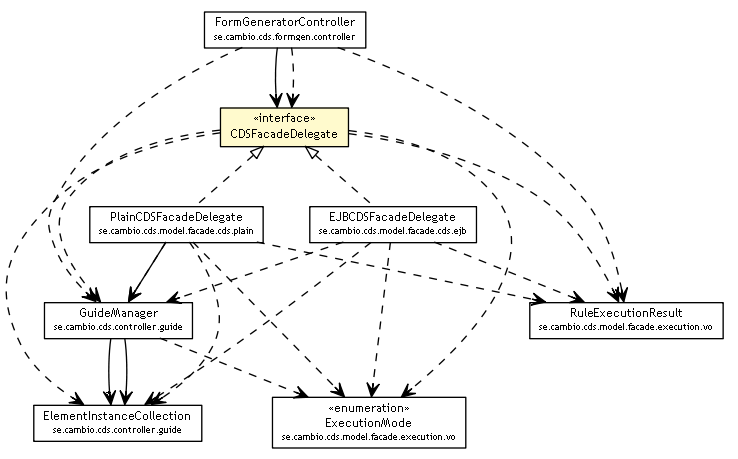 FormGeneratorController
se.cambio.cds.formgen.controller
«interface»
CDSFacadeDelegate
PlainCDSFacadeDelegate
se.cambio.cds.model.facade.cds.plain
EJBCDSFacadeDelegate
se.cambio.cds.model.facade.cds.ejb
GuideManager
se.cambio.cds.controller.guide
RuleExecutionResult
se.cambio.cds.model.facade.execution.vo
ElementInstanceCollection
se.cambio.cds.controller.guide
«enumeration»
ExecutionMode
se.cambio.cds.model.facade.execution.vo